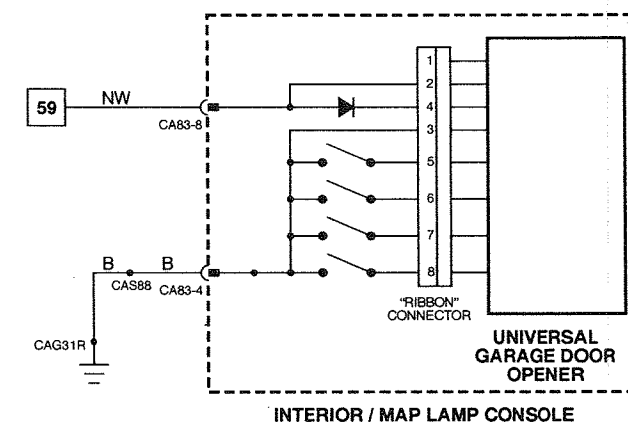 1
2
59
NW
4
CA83-8
3
5
6
7
B
B
8
CAS88
CA83-4
"RIBBON"
CONNECTOR
UNIVERSAL
GARAGE DOOR
OPENER
CAG31R
INTERIOR / MAP LAMP CONSOLE